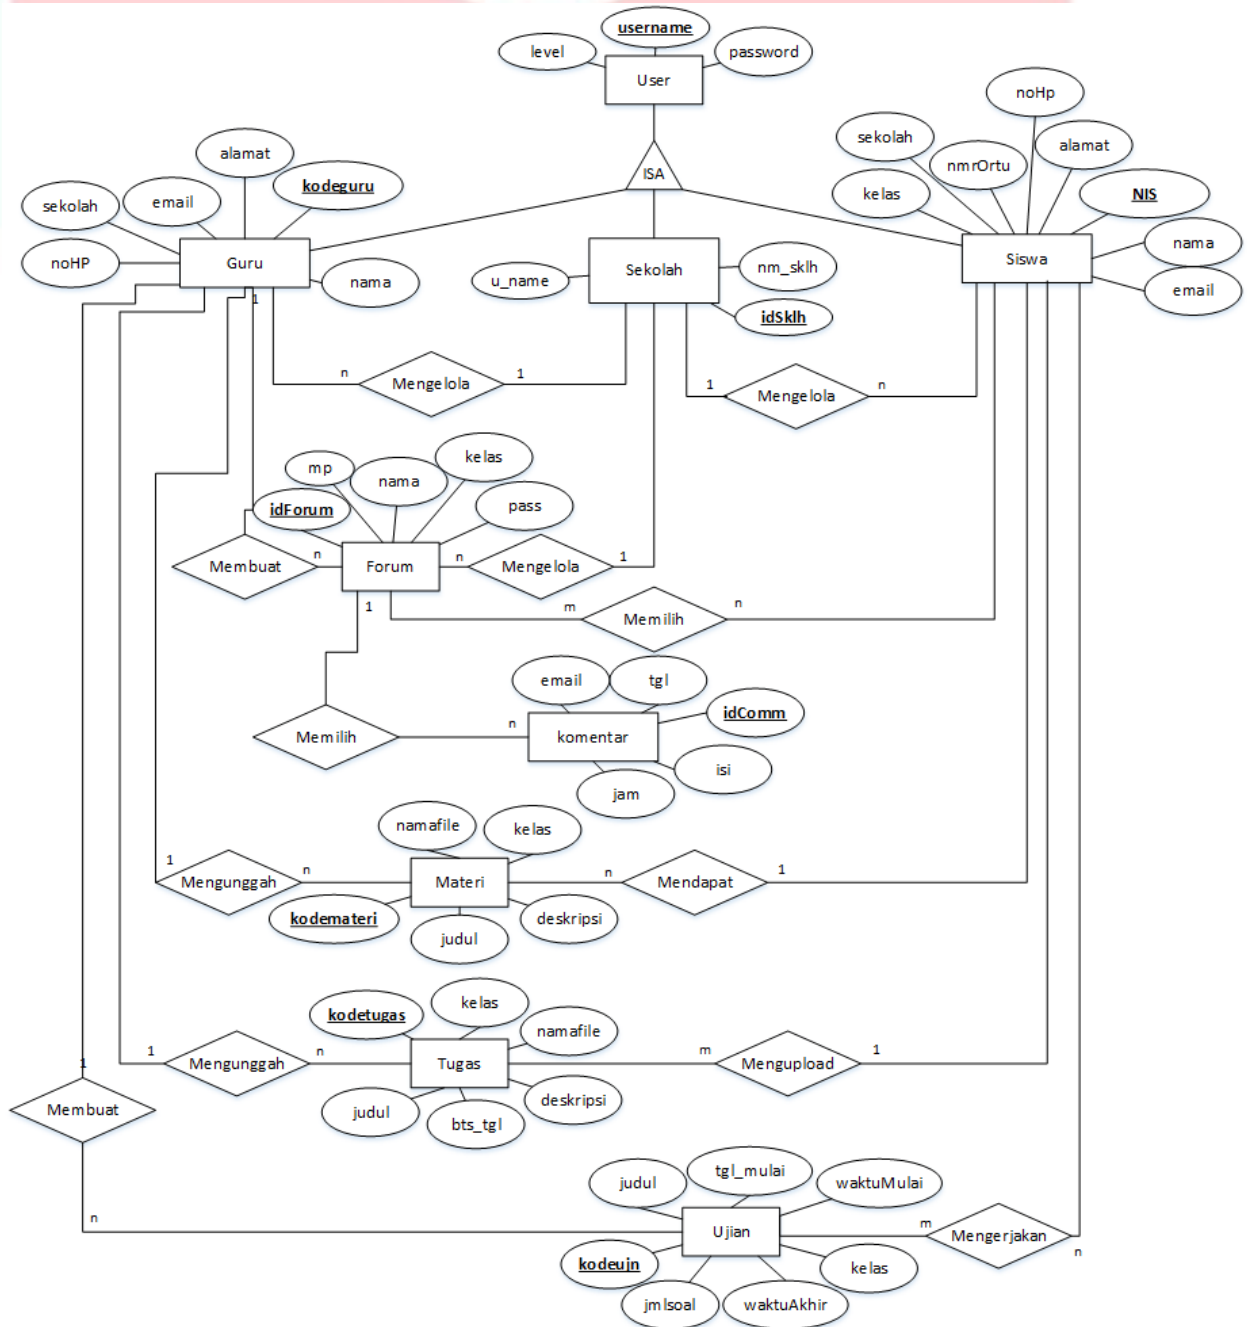 username
level
password
User
noHp
sekolah
alamat
nmrOrtu
ISA
kelas
NIS
alamat
kodeguru
email
sekolah
nama
Guru
Sekolah
nm_sklh
Siswa
noHP
nama
u_name
email
idSklh
1
n
Mengelola
1
1
Mengelola
n
kelas
mp
nama
idForum
pass
Membuat
n
Forum
n
Mengelola
1
1
m
Memilih
n
email
tgl
idComm
Memilih
n
komentar
isi
jam
namafile
kelas
1
Mengunggah
n
Materi
n
Mendapat
1
kodemateri
deskripsi
judul
kelas
kodetugas
namafile
1
Mengunggah
n
Tugas
m
Mengupload
1
1
Membuat
judul
deskripsi
bts_tgl
tgl_mulai
judul
waktuMulai
n
Ujian
m
Mengerjakan
n
kodeujn
kelas
jmlsoal
waktuAkhir